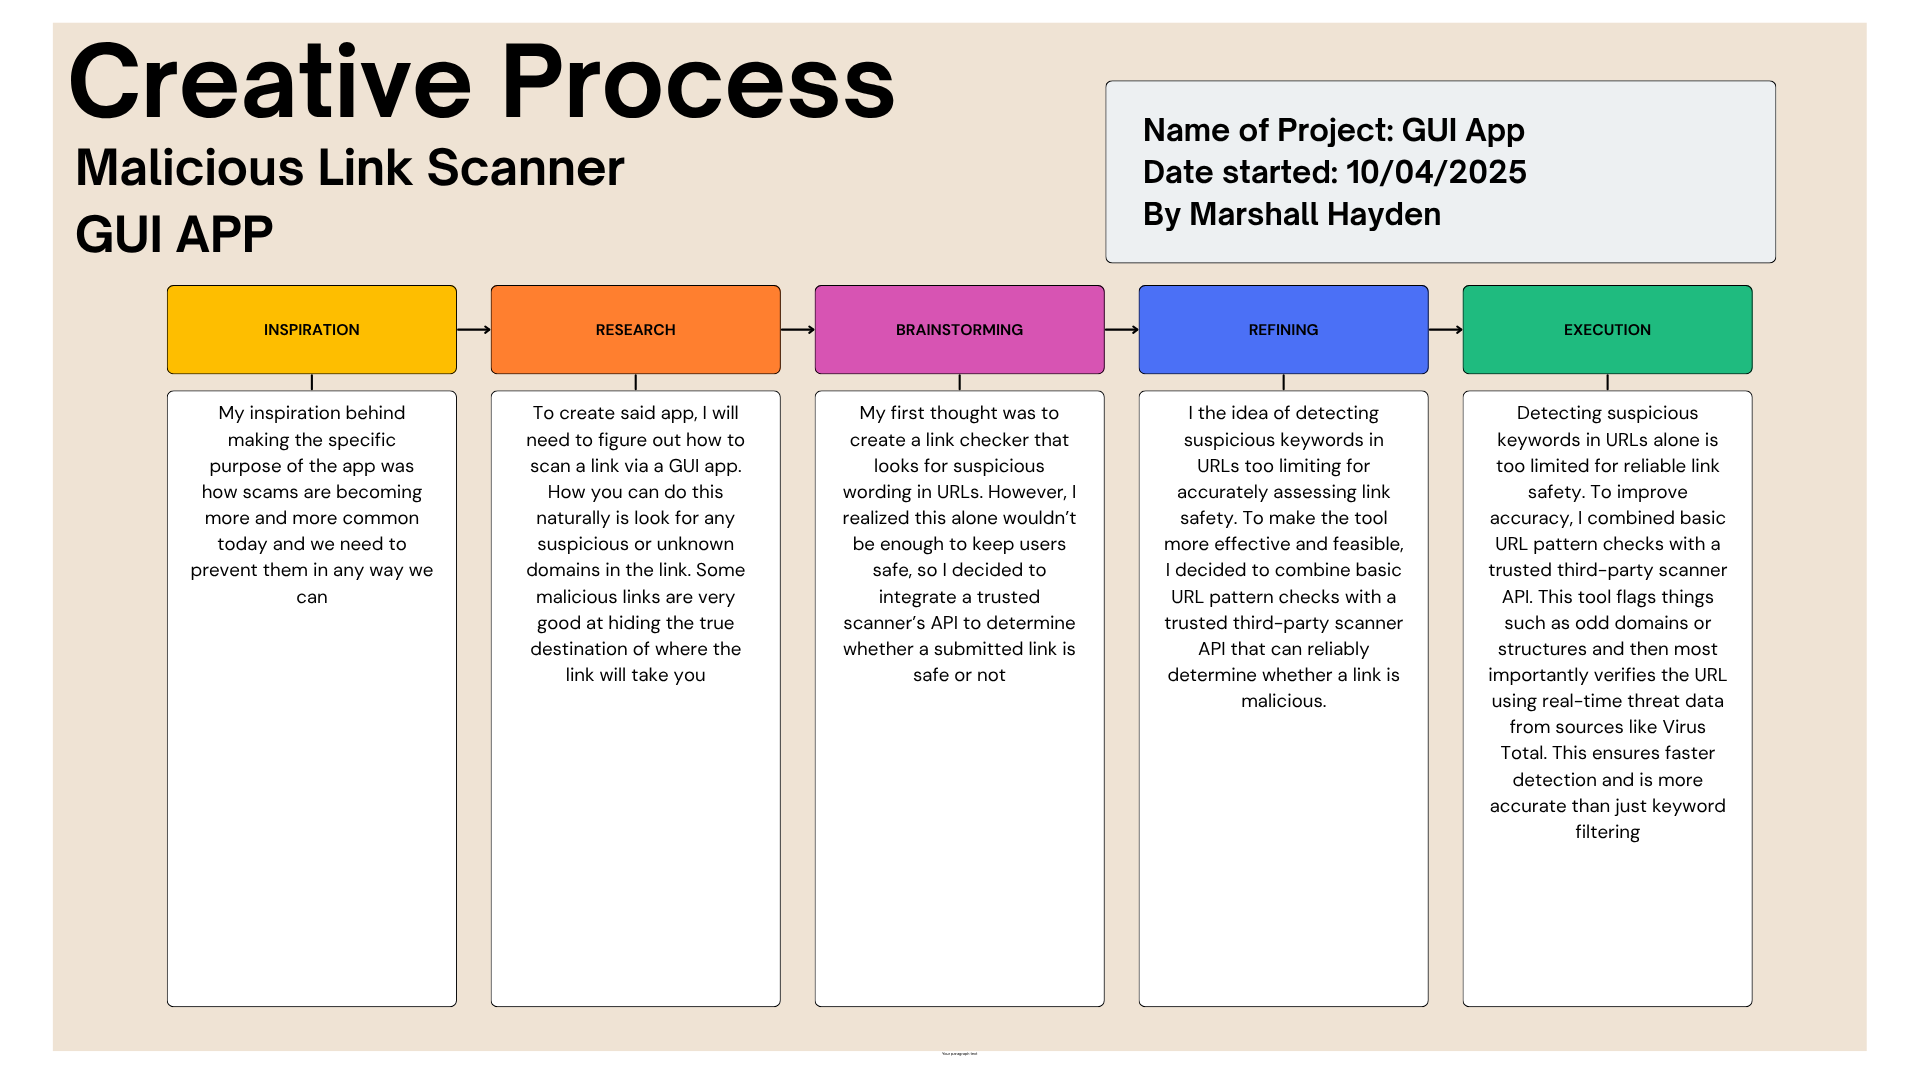 Creative Process
Malicious Link Scanner
GUI APP
Name of Project: GUI App
Date started: 10/04/2025
By Marshall Hayden
INSPIRATION
My inspiration behind
making the specific
purpose of the app was
how scams are becoming
more and more common
today and we need to
prevent them in any way we
can
RESEARCH
To create said app, I will
need to figure out how to
scan a link via a GUI app.
How you can do this
naturally is look for any
suspicious or unknown
domains in the link. Some
malicious links are very
good at hiding the true
destination of where the
link will take you
BRAINSTORMING
My first thought was to
create a link checker that
looks for suspicious
wording in URLs. However, I
realized this alone wouldn’t
be enough to keep users
safe, so I decided to
integrate a trusted
scanner’s API to determine
whether a submitted link is
safe or not
REFINING
I the idea of detecting
suspicious keywords in
URLs too limiting for
accurately assessing link
safety. To make the tool
more effective and feasible,
I decided to combine basic
URL pattern checks with a
trusted third-party scanner
API that can reliably
determine whether a link is
malicious.
EXECUTION
Detecting suspicious
keywords in URLs alone is
too limited for reliable link
safety. To improve
accuracy, I combined basic
URL pattern checks with a
trusted third-party scanner
API. This tool flags things
such as odd domains or
structures and then most
importantly verifies the URL
using real-time threat data
from sources like Virus
Total. This ensures faster
detection and is more
accurate than just keyword
filtering
Your paragraph text